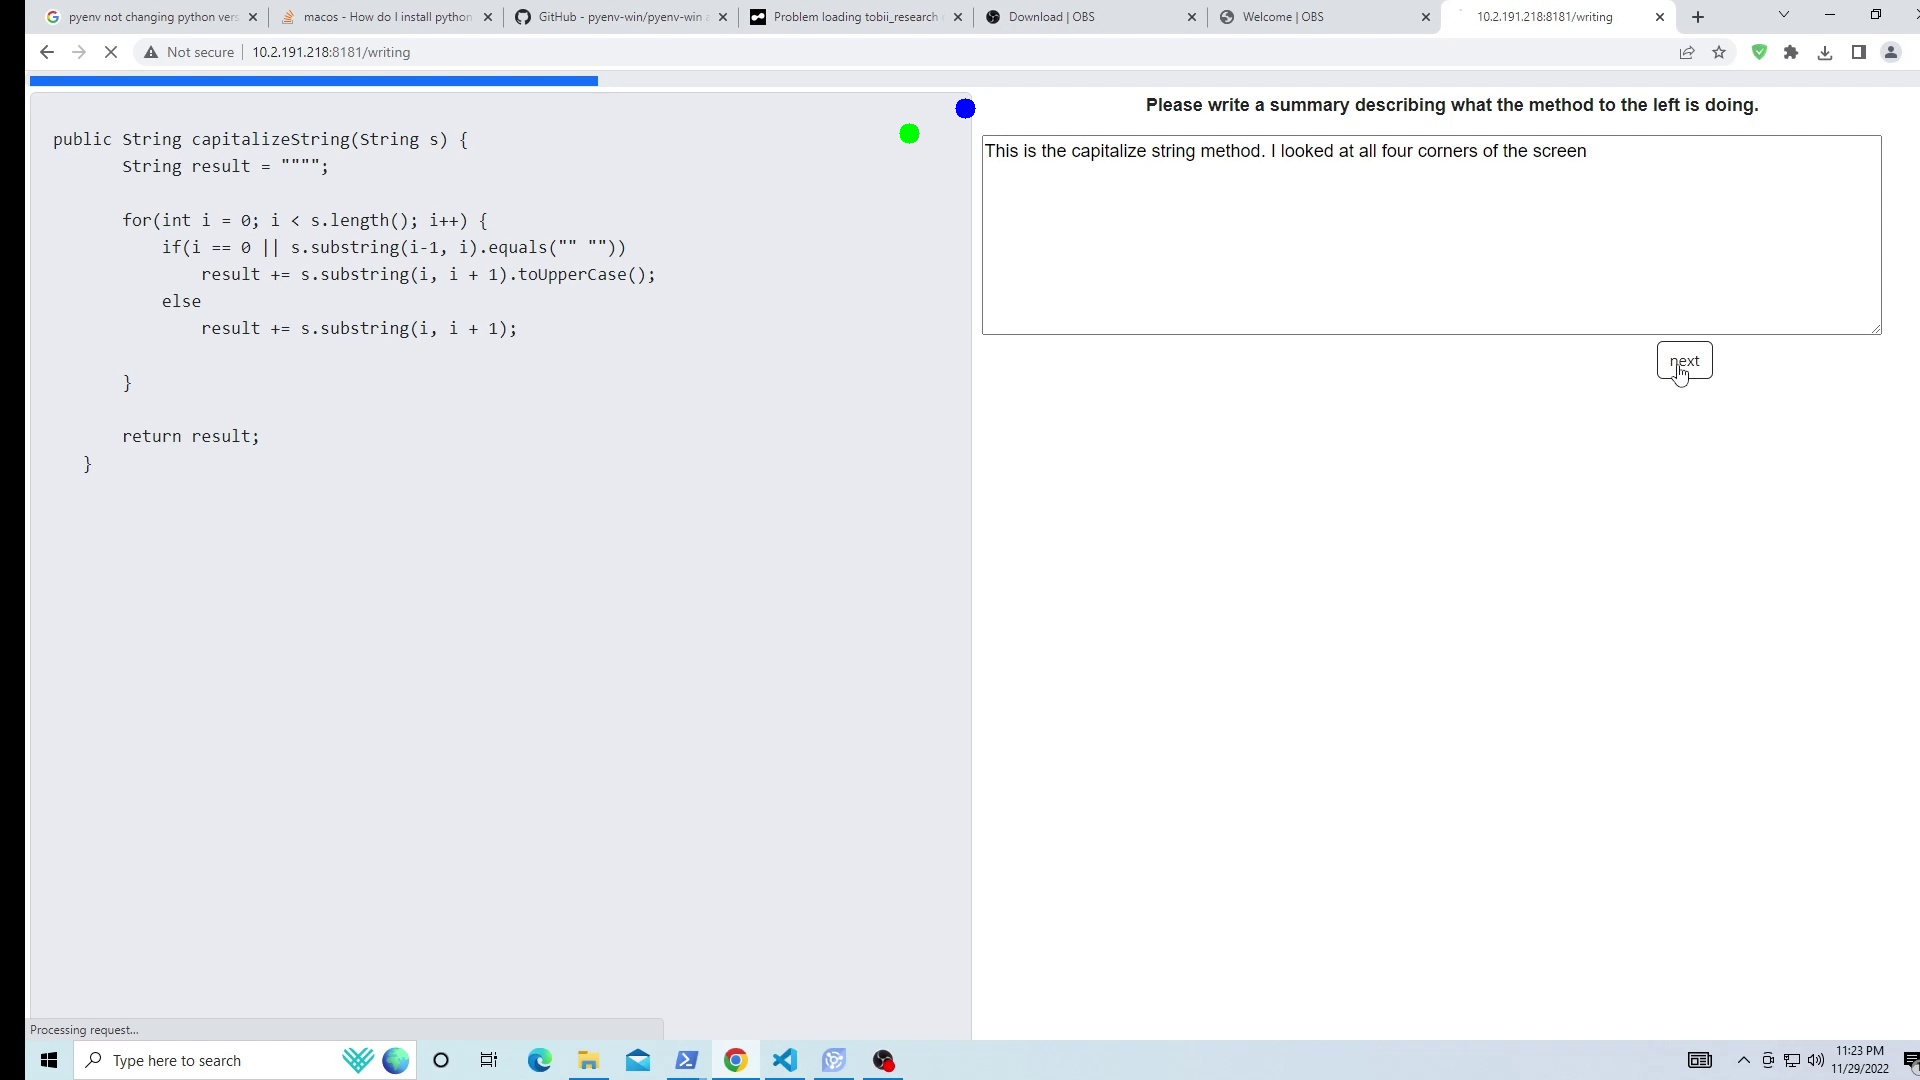 pyenv not changing python vers
macos - How do I install python
GitHub - pyenv-win/pyenv-win
Problem loading tobii_research
Download | OBS
Welcome | OBS
10.2.191.218:8181/writing
Not secure
10.2.191.218:8181/writing
public String capitalizeString(String s) {
String result = """";
for(int i = 0; i < s.length(); i++) {
if(i == 0 || s.substring(i-1, i).equals("" ""))
result += s.substring(i, i + 1).toUpperCase();
else
result += s.substring(i, i + 1);
}
return result;
}
Please write a summary describing what the method to the left is doing.
This is the capitalize string method. I looked at all four corners of the screen
next
Processing request...
Type here to search
11:23 PM
11/29/2022